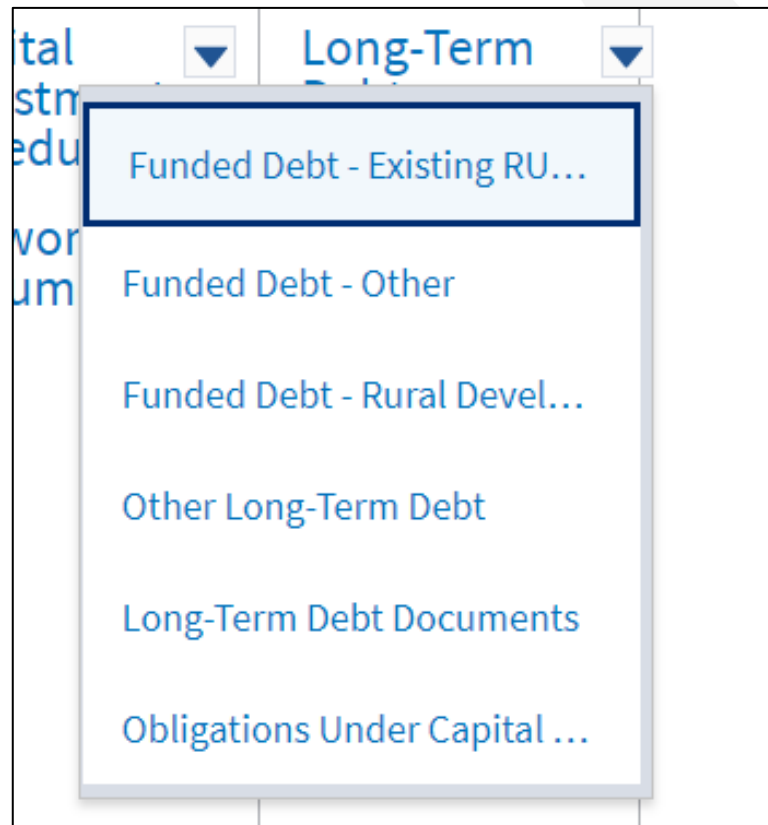 ital
Long-Term
Funded Debt - Existing RU...
Funded Debt - Other
Funded Debt - Rural Devel...
Other Long-Term Debt
Long-Term Debt Documents
Obligations Under Capital ...